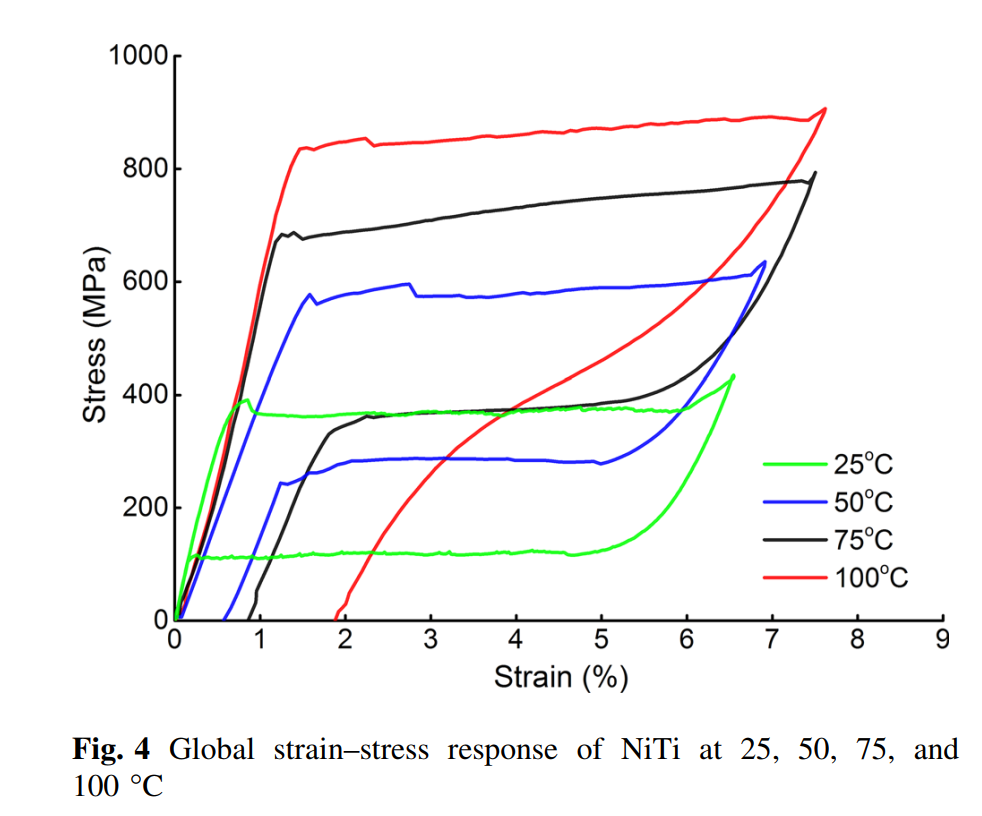 1000
800
600
400
200
0
Stress (MPa)
25°C
50°C
75°C
100°C
0 1 2 3 4 5 6 7 8 9
Strain (%)
Fig. 4 Global strain–stress response of NiTi at 25, 50, 75, and
100 °C